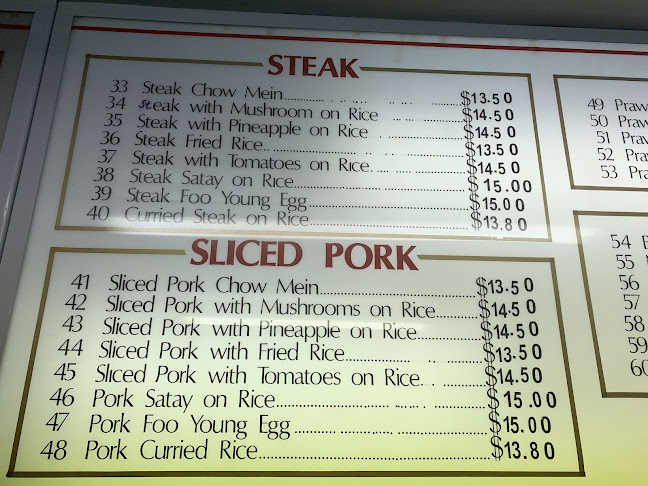 STEAK
33 Steak Chow Mein $13.50
34 Steak with Mushroom on Rice $14.50
35 Steak with Pineapple on Rice $14.50
36 Steak Fried Rice $13.50
37 Steak with Tomatoes on Rice $14.50
38 Steak Satay on Rice $15.00
39 Steak Foo Young Egg $15.00
40 Curried Steak on Rice $13.80
SLICED PORK
41 Sliced Pork Chow Mein $13.50
42 Sliced Pork with Mushrooms on Rice $14.50
43 Sliced Pork with Pineapple on Rice $14.50
44 Sliced Pork with Fried Rice $13.50
45 Sliced Pork with Tomatoes on Rice $14.50
46 Pork Satay on Rice $15.00
47 Pork Foo Young Egg $15.00
48 Pork Curried Rice $13.80
49 Praw
50 Praw
51 Praw
52 Pra
53 Pra
54
55
56
57
58
59
60